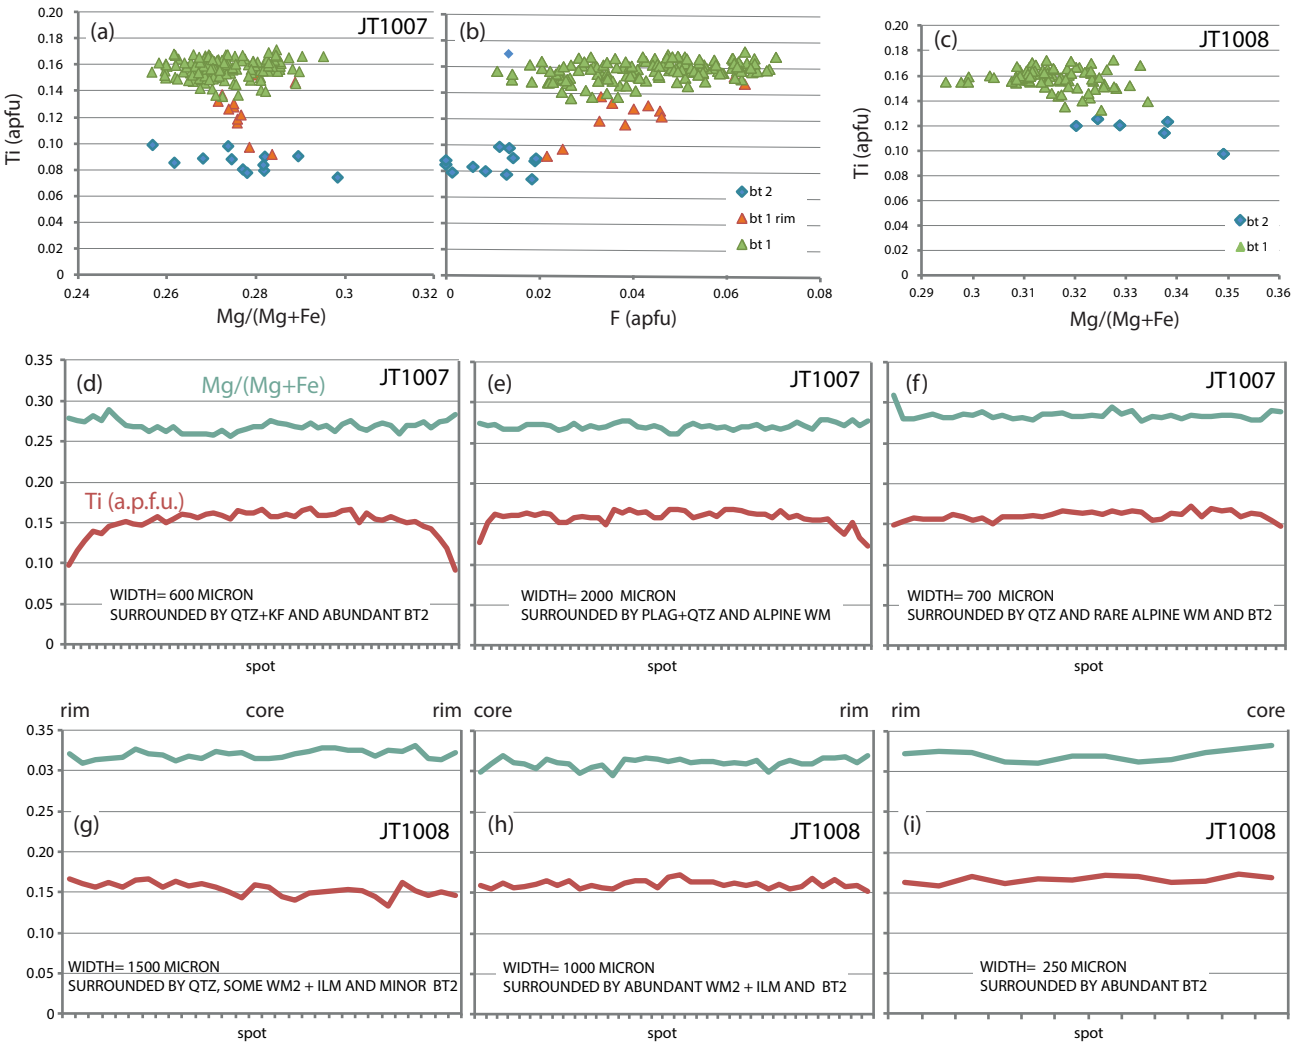 (a) JT1007
0.20
0.18
0.16
0.14
0.12
0.10
0.08
0.06
0.04
0.02
0
Ti (apfu)
0.24 0.26 0.28 0.3 0.32
Mg/(Mg+Fe)
(b)
bt 2
bt 1 rim
bt 1
0 0.02 0.04 0.06 0.08
F (apfu)
(c) JT1008
0.20
0.18
0.16
0.14
0.12
0.10
0.08
0.06
0.04
0.02
0
Ti (apfu)
bt 2
bt 1
0.29 0.3 0.31 0.32 0.33 0.34 0.35 0.36
Mg/(Mg+Fe)
(d) JT1007
Mg/(Mg+Fe)
Ti (a.p.f.u.)
0.35
0.30
0.25
0.20
0.15
0.10
0.05
0
WIDTH= 600 MICRON
SURROUNDED BY QTZ+KF AND ABUNDANT BT2
spot
(e) JT1007
WIDTH= 2000 MICRON
SURROUNDED BY PLAG+QTZ AND ALPINE WM
spot
(f) JT1007
WIDTH= 700 MICRON
SURROUNDED BY QTZ AND RARE ALPINE WM AND BT2
spot
rim core rim
core rim
rim core
0.35
0.03
0.25
0.20
0.15
0.10
0.05
0
(g) JT1008
WIDTH= 1500 MICRON
SURROUNDED BY QTZ, SOME WM2 + ILM AND MINOR BT2
spot
(h) JT1008
WIDTH= 1000 MICRON
SURROUNDED BY ABUNDANT WM2 + ILM AND BT2
spot
(i) JT1008
WIDTH= 250 MICRON
SURROUNDED BY ABUNDANT BT2
spot